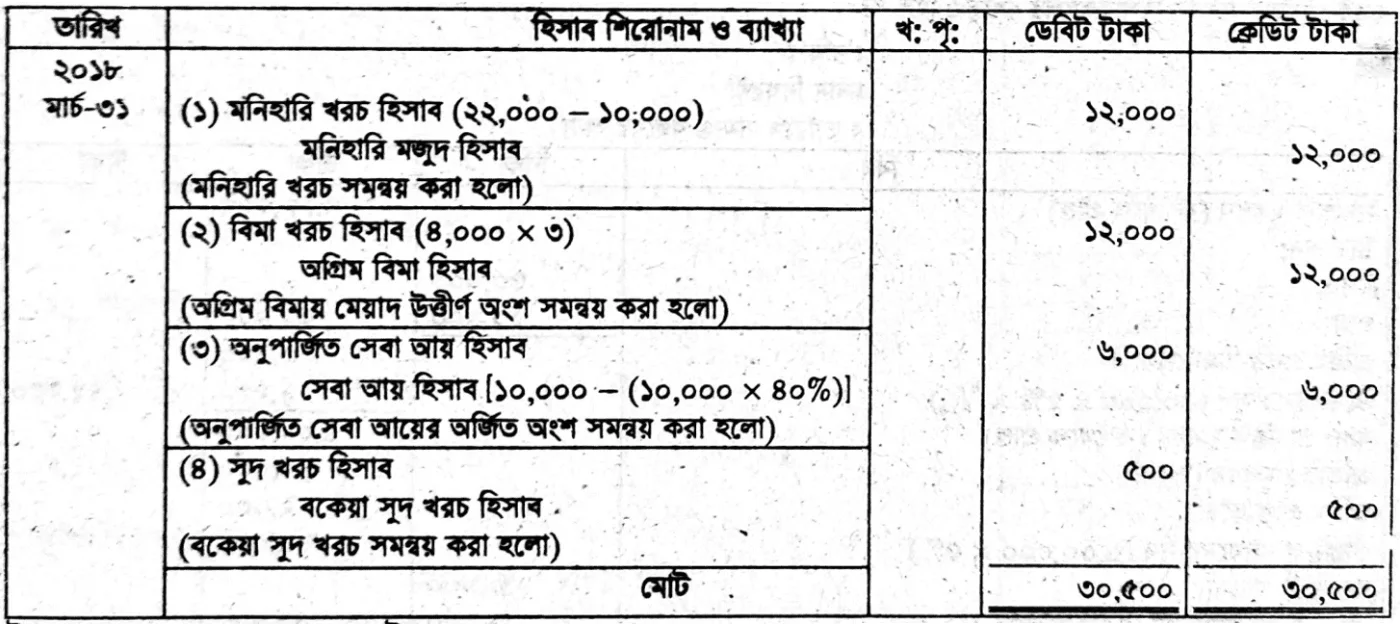 তারিখ হিসাব শিরোনাম ও ব্যাখ্যা খ: পৃ: ডেবিট টাকা ক্রেডিট টাকা
২০১৮
মার্চ-৩১ (১) মনিহারি খরচ হিসাব (২২,০০০ – ১০,০০০) ১২,০০০
মনিহারি মজুদ হিসাব ১২,০০০
(মনিহারি খরচ সমন্বয় করা হলো)
(২) বিমা খরচ হিসাব (৪,০০০ × ৩) ১২,০০০
অগ্রিম বিমা হিসাব ১২,০০০
(অগ্রিম বিমায় মেয়াদ উত্তীর্ণ অংশ সমন্বয় করা হলো)
(৩) অনুপার্জিত সেবা আয় হিসাব ৬,০০০
সেবা আয় হিসাব [১০,০০০ – (১০,০০০ × ৪০%)] ৬,০০০
(অনুপার্জিত সেবা আয়ের অর্জিত অংশ সমন্বয় করা হলো)
(৪) সুদ খরচ হিসাব ৫০০
বকেয়া সুদ খরচ হিসাব ৫০০
(বকেয়া সুদ খরচ সমন্বয় করা হলো)
মোট ৩০,৫০০ ৩০,৫০০